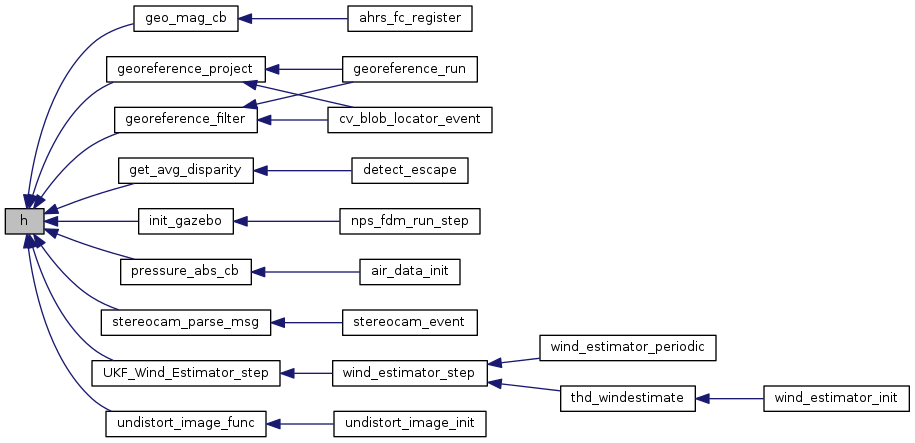 geo_mag_cb
ahrs_fc_register
georeference_project
georeference_run
georeference_filter
cv_blob_locator_event
get_avg_disparity
detect_escape
h
init_gazebo
nps_fdm_run_step
pressure_abs_cb
air_data_init
stereocam_parse_msg
stereocam_event
wind_estimator_periodic
UKF_Wind_Estimator_step
wind_estimator_step
thd_windestimate
wind_estimator_init
undistort_image_func
undistort_image_init